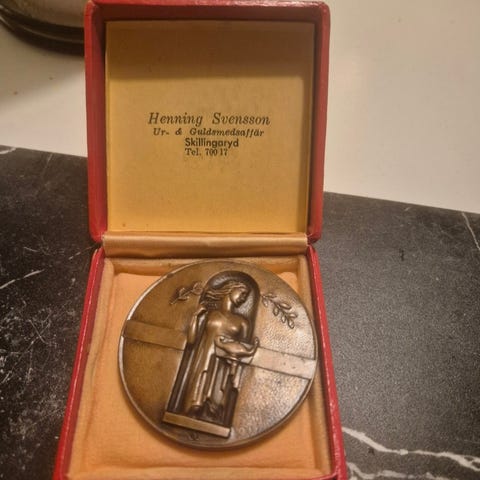 Henning Svensson
Ur- & Guldsmedsaffär
Skillingaryd
Tel. 700 17